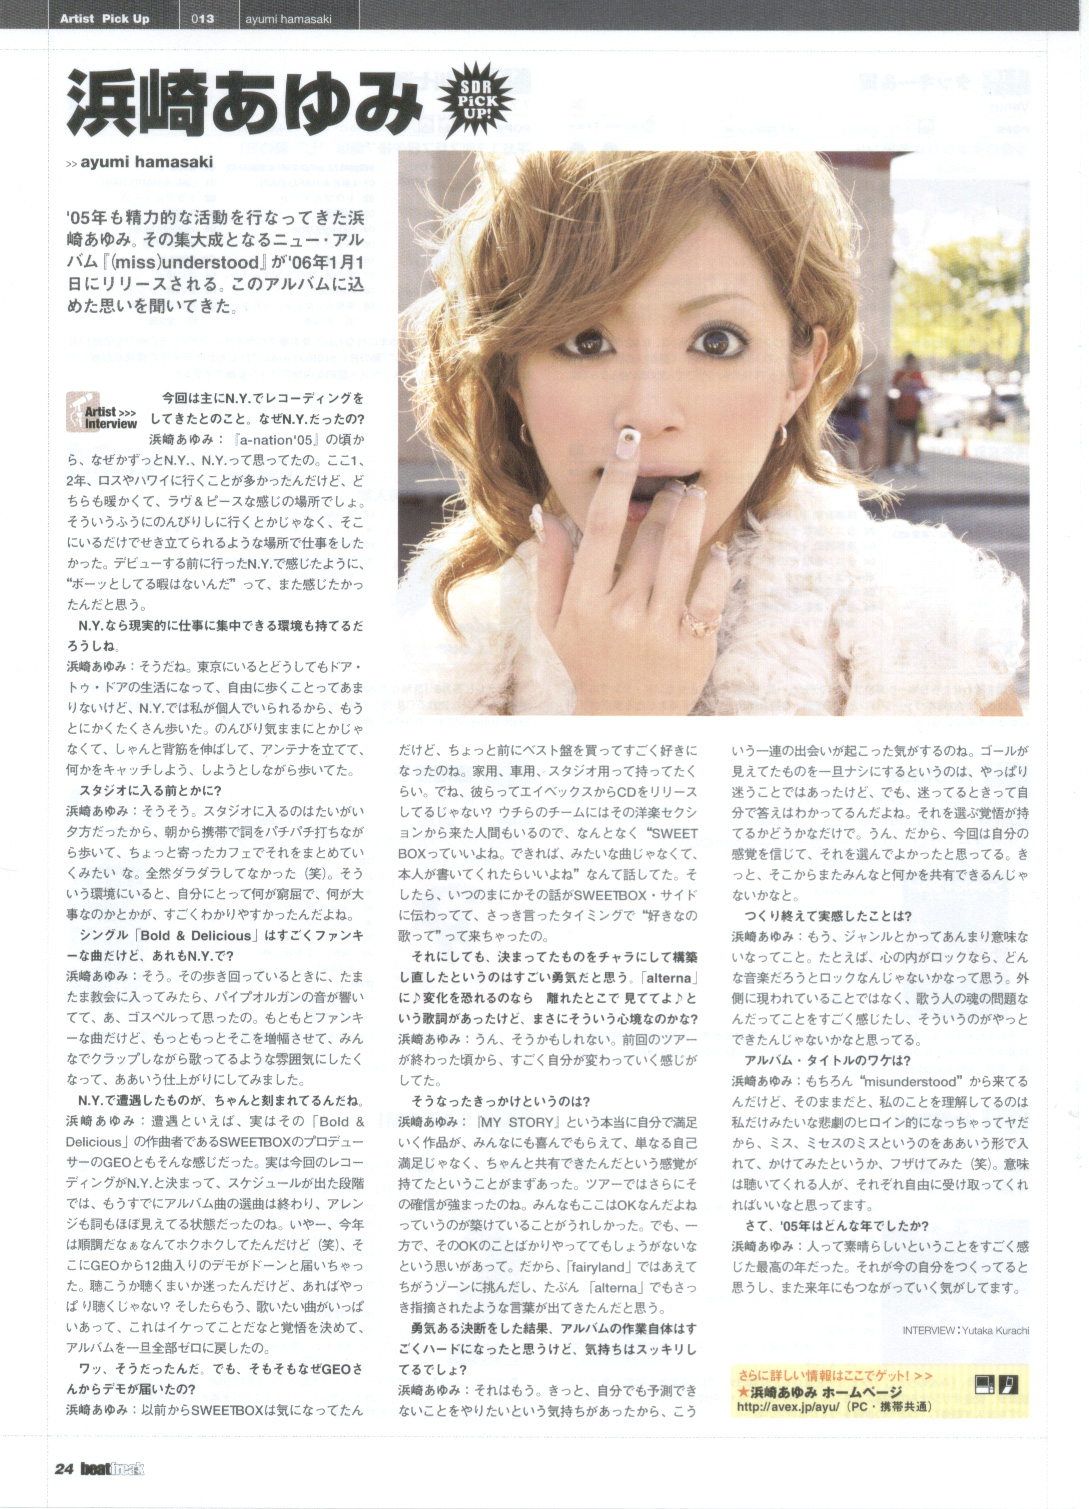 Artist Pick Up
013
ayumi hamasaki
浜崎あゆみ
SDR
PiCK
UP!
>> ayumi hamasaki
'05年も精力的な活動を行なってきた浜
崎あゆみ。その集大成となるニュー・アル
バム『(miss)understood』が'06年1月1
日にリリースされる。このアルバムに込
めた思いを聞いてきた。
Artist >>>
Interview
今回は主にN.Y.でレコーディングを
してきたとのこと。なぜN.Y.だったの?
浜崎あゆみ：『a-nation'05』の頃か
ら、なぜかずっとN.Y.、N.Y.って思ってたの。ここ1、
2年、ロスやハワイに行くことが多かったんだけど、ど
ちらも暖かくて、ラヴ＆ピースな感じの場所でしょ。
そういうふうにのんびりしに行くとかじゃなく、そこ
にいるだけでせき立てられるような場所で仕事をした
かった。デビューする前に行ったN.Y.で感じたように、
“ボーッとしてる暇はないんだ”って、また感じたかっ
たんだと思う。
N.Y.なら現実的に仕事に集中できる環境も持てるだ
ろうしね。
浜崎あゆみ：そうだね。東京にいるとどうしてもドア・
トゥ・ドアの生活になって、自由に歩くことってあま
りないけど、N.Y.では私が個人でいられるから、もう
とにかくたくさん歩いた。のんびり気ままにとかじゃ
なくて、しゃんと背筋を伸ばして、アンテナを立てて、
何かをキャッチしよう、しようとしながら歩いてた。
スタジオに入る前とかに?
浜崎あゆみ：そうそう。スタジオに入るのはたいがい
夕方だったから、朝から携帯で詞をパチパチ打ちなが
ら歩いて、ちょっと寄ったカフェでそれをまとめてい
くみたい な。全然ダラダラしてなかった（笑）。そう
いう環境にいると、自分にとって何が窮屈で、何が大
事なのかとかが、すごくわかりやすかったんだよね。
シングル「Bold & Delicious」はすごくファンキ
ーな曲だけど、あれもN.Y.で?
浜崎あゆみ：そう。その歩き回っているときに、たま
たま教会に入ってみたら、パイプオルガンの音が響い
てて、あ、ゴスペルって思ったの。もともとファンキ
ーな曲だけど、もっともっとそこを増幅させて、みん
なでクラップしながら歌ってるような雰囲気にしたく
なって、ああいう仕上がりにしてみました。
N.Y.で遭遇したものが、ちゃんと刻まれてるんだね。
浜崎あゆみ：遭遇といえば、実はその「Bold &
Delicious」の作曲者であるSWEETBOXのプロデュー
サーのGEOともそんな感じだった。実は今回のレコー
ディングがN.Y.と決まって、スケジュールが出た段階
では、もうすでにアルバム曲の選曲は終わり、アレン
ジも詞もほぼ見えてる状態だったのね。いやー、今年
は順調だなぁなんてホクホクしてたんだけど（笑）、そ
こにGEOから12曲入りのデモがドーンと届いちゃっ
た。聴こうか聴くまいか迷ったんだけど、あればやっ
ぱり聴くじゃない? そしたらもう、歌いたい曲がいっぱ
いあって、これはイケってことだなと覚悟を決めて、
アルバムを一旦全部ゼロに戻したの。
ワッ、そうだったんだ。でも、そもそもなぜGEOさ
んからデモが届いたの?
浜崎あゆみ：以前からSWEETBOXは気になってたん
だけど、ちょっと前にベスト盤を買ってすごく好きに
なったのね。家用、車用、スタジオ用って持ってたく
らい。でね、彼らってエイベックスからCDをリリース
してるじゃない? ウチらのチームにはその洋楽セクシ
ョンから来た人間もいるので、なんとなく“SWEET
BOXっていいよね。できれば、みたいな曲じゃなくて、
本人が書いてくれたらいいよね”なんて話してた。そ
したら、いつのまにかその話がSWEETBOX・サイド
に伝わってて、さっき言ったタイミングで“好きなの
歌って”って来ちゃったの。
それにしても、決まってたものをチャラにして構築
し直したというのはすごい勇気だと思う。「alterna」
に♪変化を恐れるのなら 離れたとこで 見ててよ♪と
いう歌詞があったけど、まさにそういう心境なのかな?
浜崎あゆみ：うん、そうかもしれない。前回のツアー
が終わった頃から、すごく自分が変わっていく感じが
してた。
そうなったきっかけというのは?
浜崎あゆみ：『MY STORY』という本当に自分で満足
いく作品が、みんなにも喜んでもらえて、単なる自己
満足じゃなく、ちゃんと共有できたんだという感覚が
持てたということがまずあった。ツアーではさらにそ
の確信が強まったのね。みんなもここはOKなんだよね
っていうのが築けていることがうれしかった。でも、一
方で、そのOKのことばかりやっててもしょうがないな
という思いがあって。だから、「fairyland」ではあえて
ちがうゾーンに挑んだし、たぶん「alterna」でもさっ
き指摘されたような言葉が出てきたんだと思う。
勇気ある決断をした結果、アルバムの作業自体はす
ごくハードになったと思うけど、気持ちはスッキリし
てるでしょ?
浜崎あゆみ：それはもう。きっと、自分でも予測でき
ないことをやりたいという気持ちがあったから、こう
いう一連の出会いが起こった気がするのね。ゴールが
見えてたものを一旦ナシにするというのは、やっぱり
迷うことではあったけど、でも、迷ってるときって自
分で答えはわかってるんだよね。それを選ぶ覚悟が持
てるかどうかなだけで。うん、だから、今回は自分の
感覚を信じて、それを選んでよかったと思ってる。き
っと、そこからまたみんなと何かを共有できるんじゃ
ないかなと。
つくり終えて実感したことは?
浜崎あゆみ：もう、ジャンルとかってあんまり意味な
いなってこと。たとえば、心の内がロックなら、どん
な音楽だろうとロックなんじゃないかなって思う。外
側に現われていることではなく、歌う人の魂の問題な
んだってことをすごく感じたし、そういうのがやっと
できたんじゃないかなと思ってる。
アルバム・タイトルのワケは?
浜崎あゆみ：もちろん“misunderstood”から来てる
んだけど、そのままだと、私のことを理解してるのは
私だけみたいな悲劇のヒロイン的になっちゃってヤだ
から、ミス、ミセスのミスというのをああいう形で入
れて、かけてみたというか、フザけてみた（笑）。意味
は聴いてくれる人が、それぞれ自由に受け取ってくれ
ればいいなと思ってます。
さて、'05年はどんな年でしたか?
浜崎あゆみ：人って素晴らしいということをすごく感
じた最高の年だった。それが今の自分をつくってると
思うし、また来年にもつながっていく気がしてます。
INTERVIEW：Yutaka Kurachi
さらに詳しい情報はここでゲット! >>
★浜崎あゆみ ホームページ
http://avex.jp/ayu/（PC・携帯共通）
24 beatfreak